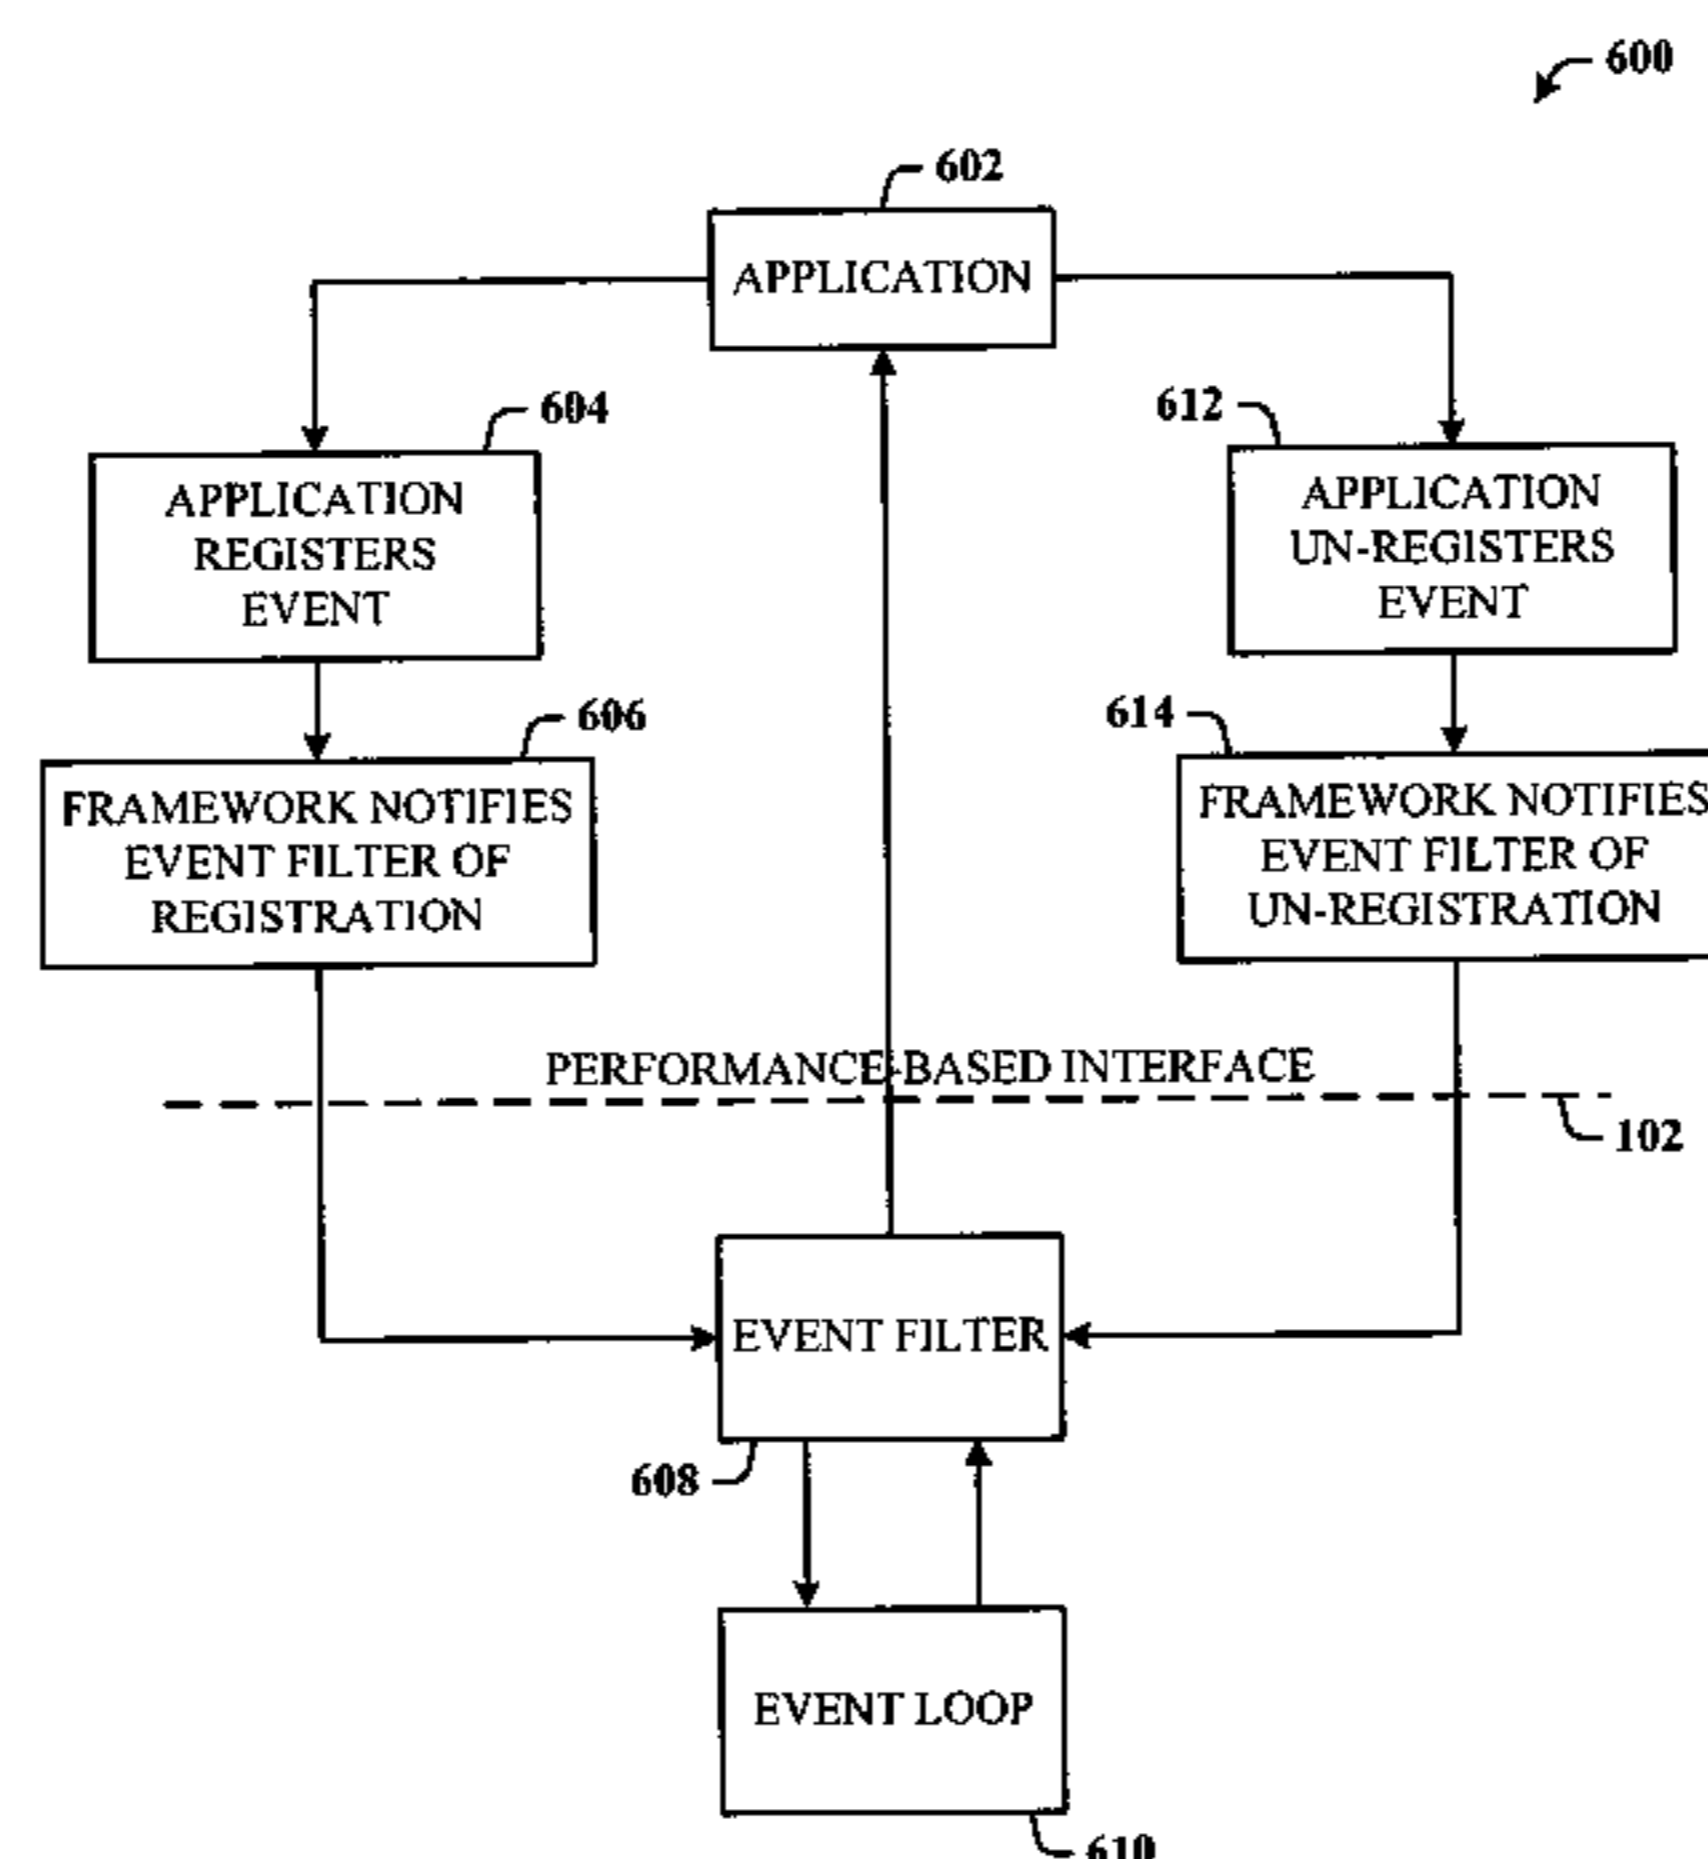 600
602
APPLICATION
604
612
APPLICATION
REGISTERS
EVENT
APPLICATION
UN-REGISTERS
EVENT
606
614
FRAMEWORK NOTIFIES
EVENT FILTER OF
REGISTRATION
FRAMEWORK NOTIFIES
EVENT FILTER OF
UN-REGISTRATION
PERFORMANCE-BASED INTERFACE
102
EVENT FILTER
608
EVENT LOOP
610